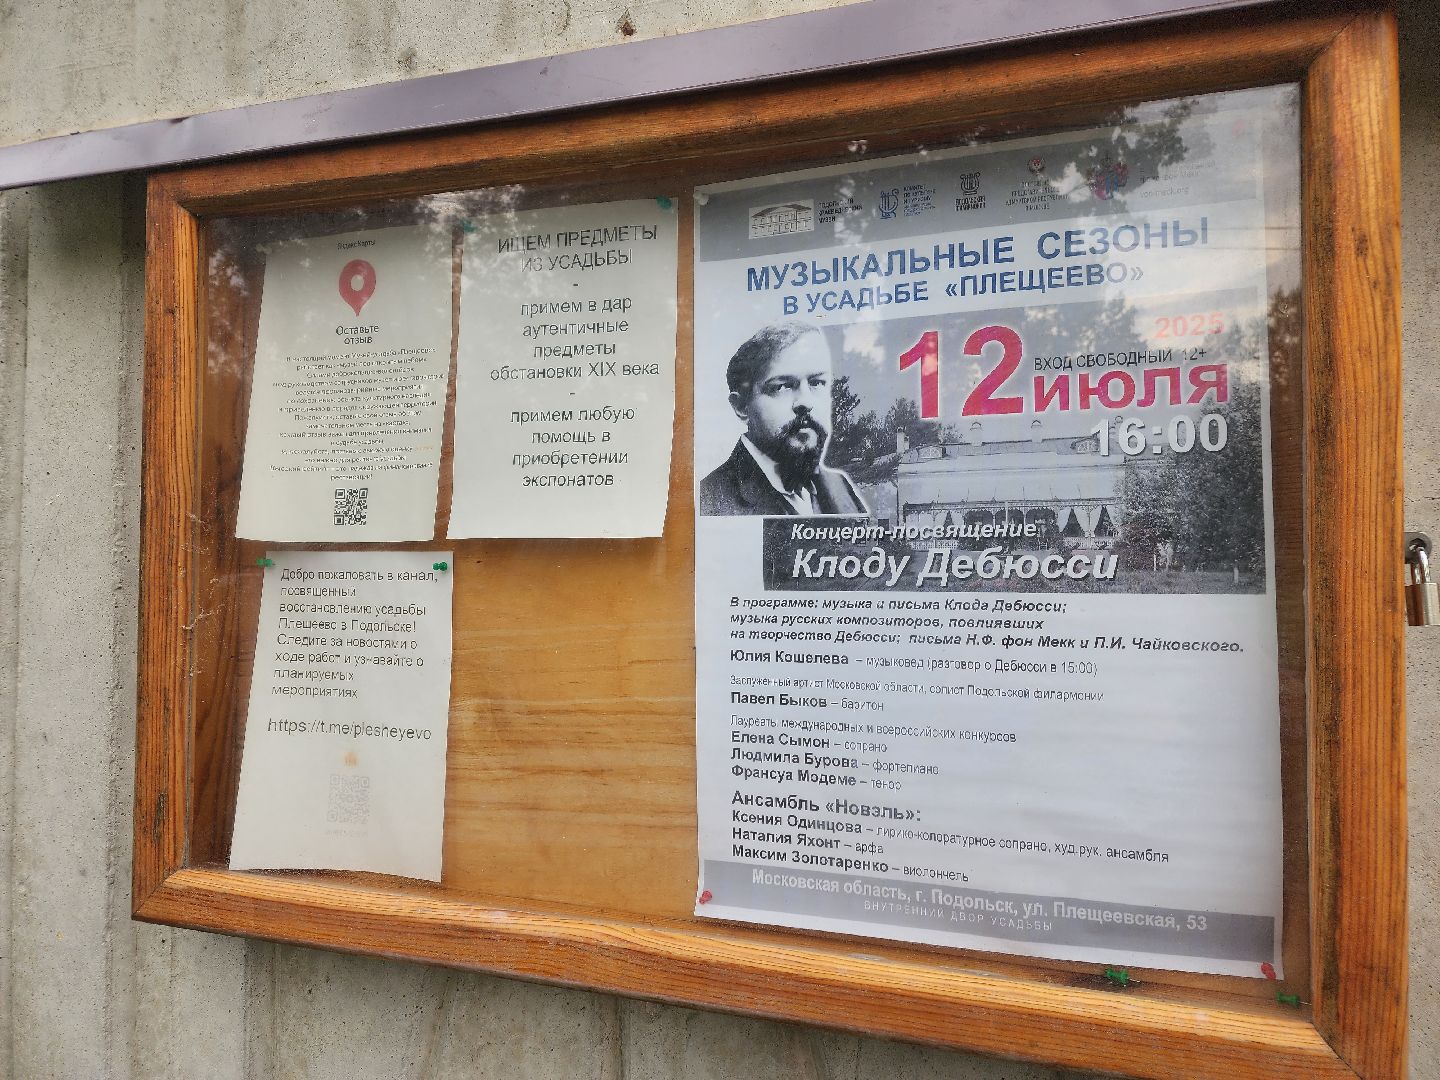 Яндекс Карты
Оставьте
отзыв
ИЩЕМ ПРЕДМЕТЫ
ИЗ УСАДЬБЫ
-
примем в дар
аутентичные
предметы
обстановки XIX века
-
примем любую
помощь в
приобретении
экспонатов
Добро пожаловать в канал,
посвященный
восстановлению усадьбы
Плещеево в Подольске!
Следите за новостями о
ходе работ и узнавайте о
планируемых
мероприятиях
https://t.me/plesheyevo
МУЗЫКАЛЬНЫЕ СЕЗОНЫ
В УСАДЬБЕ «ПЛЕЩЕЕВО»
2025
ВХОД СВОБОДНЫЙ 12+
12 ИЮЛЯ
16:00
Концерт-посвящение
Клоду Дебюсси
В программе: музыка и письма Клода Дебюсси;
музыка русских композиторов, повлиявших
на творчество Дебюсси; письма Н.Ф. фон Мекк и П.И. Чайковского.
Юлия Кошелева – музыковед (разговор о Дебюсси в 15:00)
Заслуженный артист Московской области, солист Подольской филармонии
Павел Быков – баритон
Лауреаты международных и всероссийских конкурсов
Елена Сымон – сопрано
Людмила Бурова – фортепиано
Франсуа Модеме – тенор
Ансамбль «Новэль»:
Ксения Одинцова – лирико-колоратурное сопрано, худ.рук. ансамбля
Наталия Яхонт – арфа
Максим Золотаренко – виолончель
Московская область, г. Подольск, ул. Плещеевская, 53
ВНУТРЕННИЙ ДВОР УСАДЬБЫ